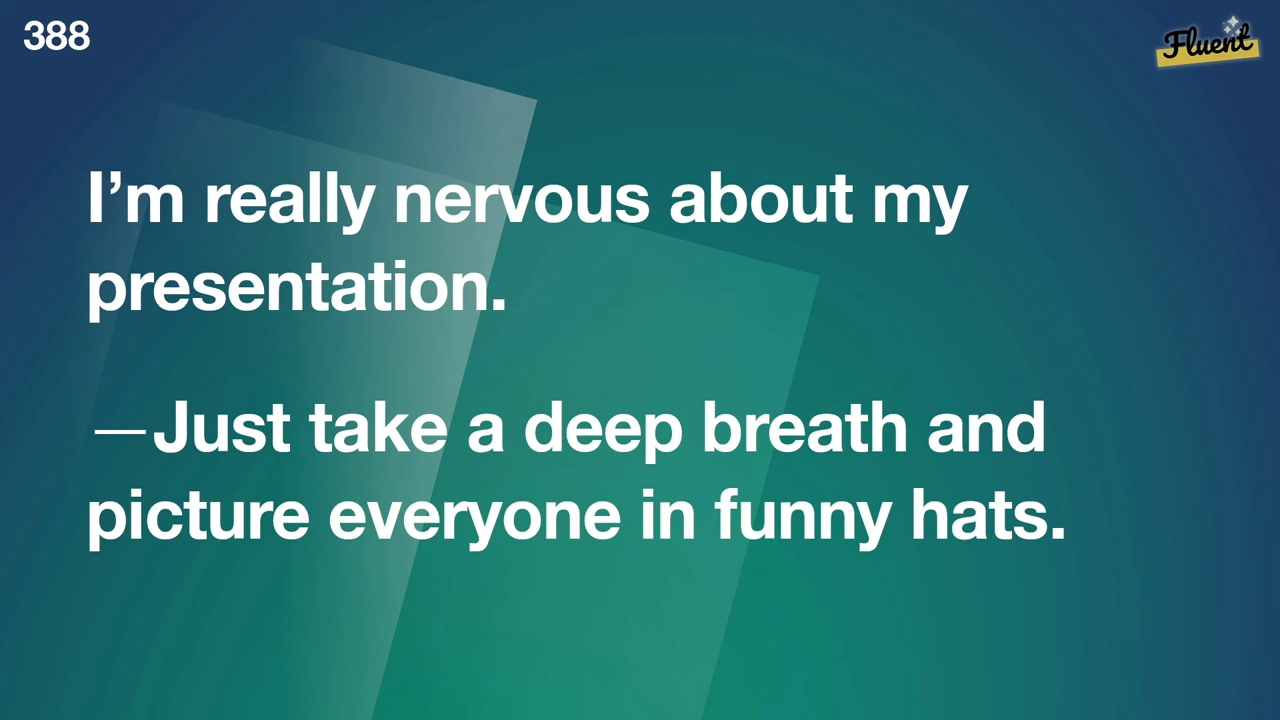 388
Fluent
I’m really nervous about my
presentation.
—Just take a deep breath and
picture everyone in funny hats.